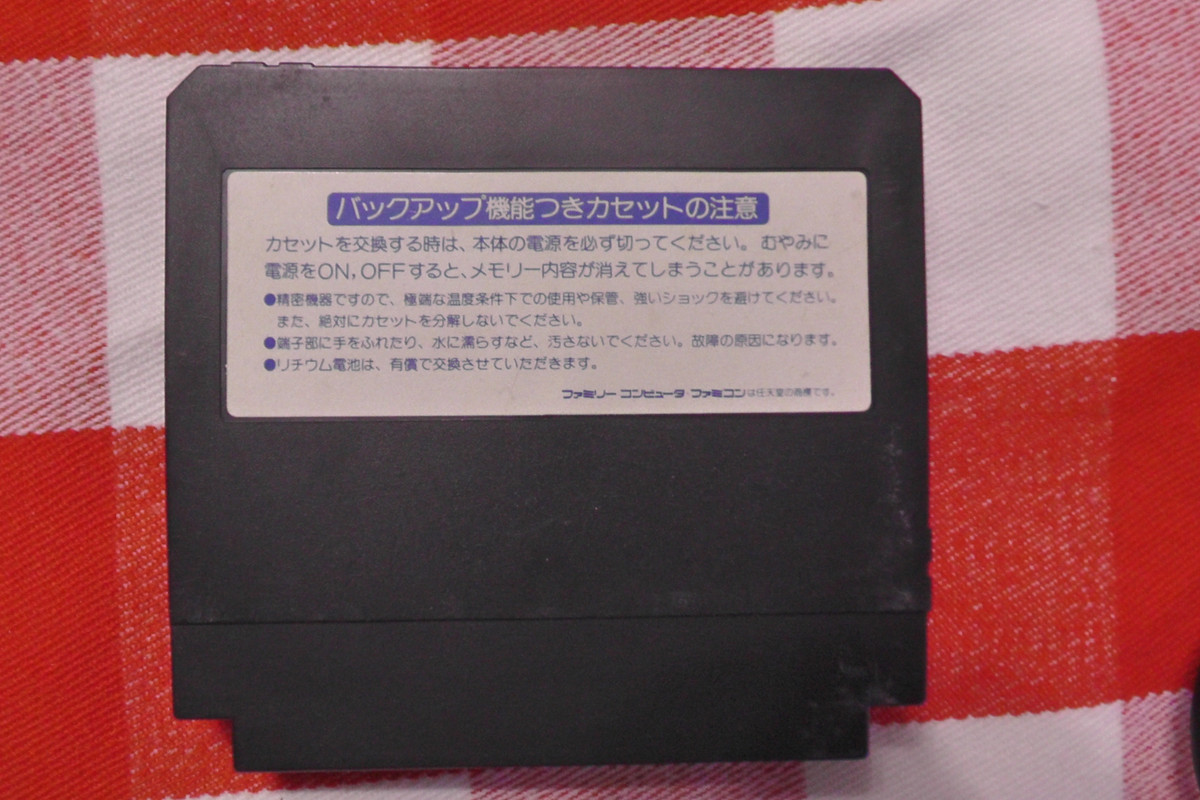 バックアップ機能つきカセットの注意
カセットを交換する時は、本体の電源を必ず切ってください。むやみに
電源をON,OFFすると、メモリー内容が消えてしまうことがあります。
●精密機器ですので、極端な温度条件下での使用や保管、強いショックを避けてください。
また、絶対にカセットを分解しないでください。
●端子部に手をふれたり、水に濡らすなど、汚さないでください。故障の原因になります。
●リチウム電池は、有償で交換させていただきます。
ファミリーコンピュータ・ファミコンは任天堂の商標です。